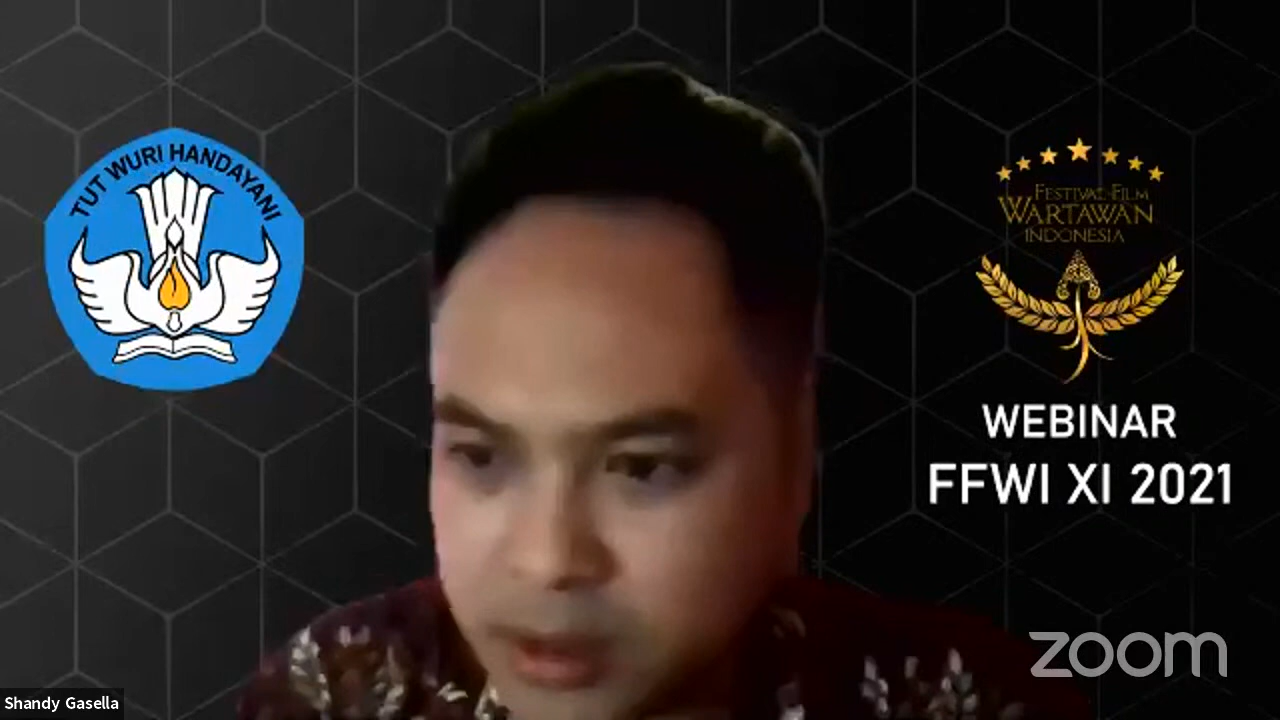 TUT WURI HANDAYANI
FESTIVAL FILM
WARTAWAN
INDONESIA
WEBINAR
FFWI XI 2021
zoom
Shandy Gasella